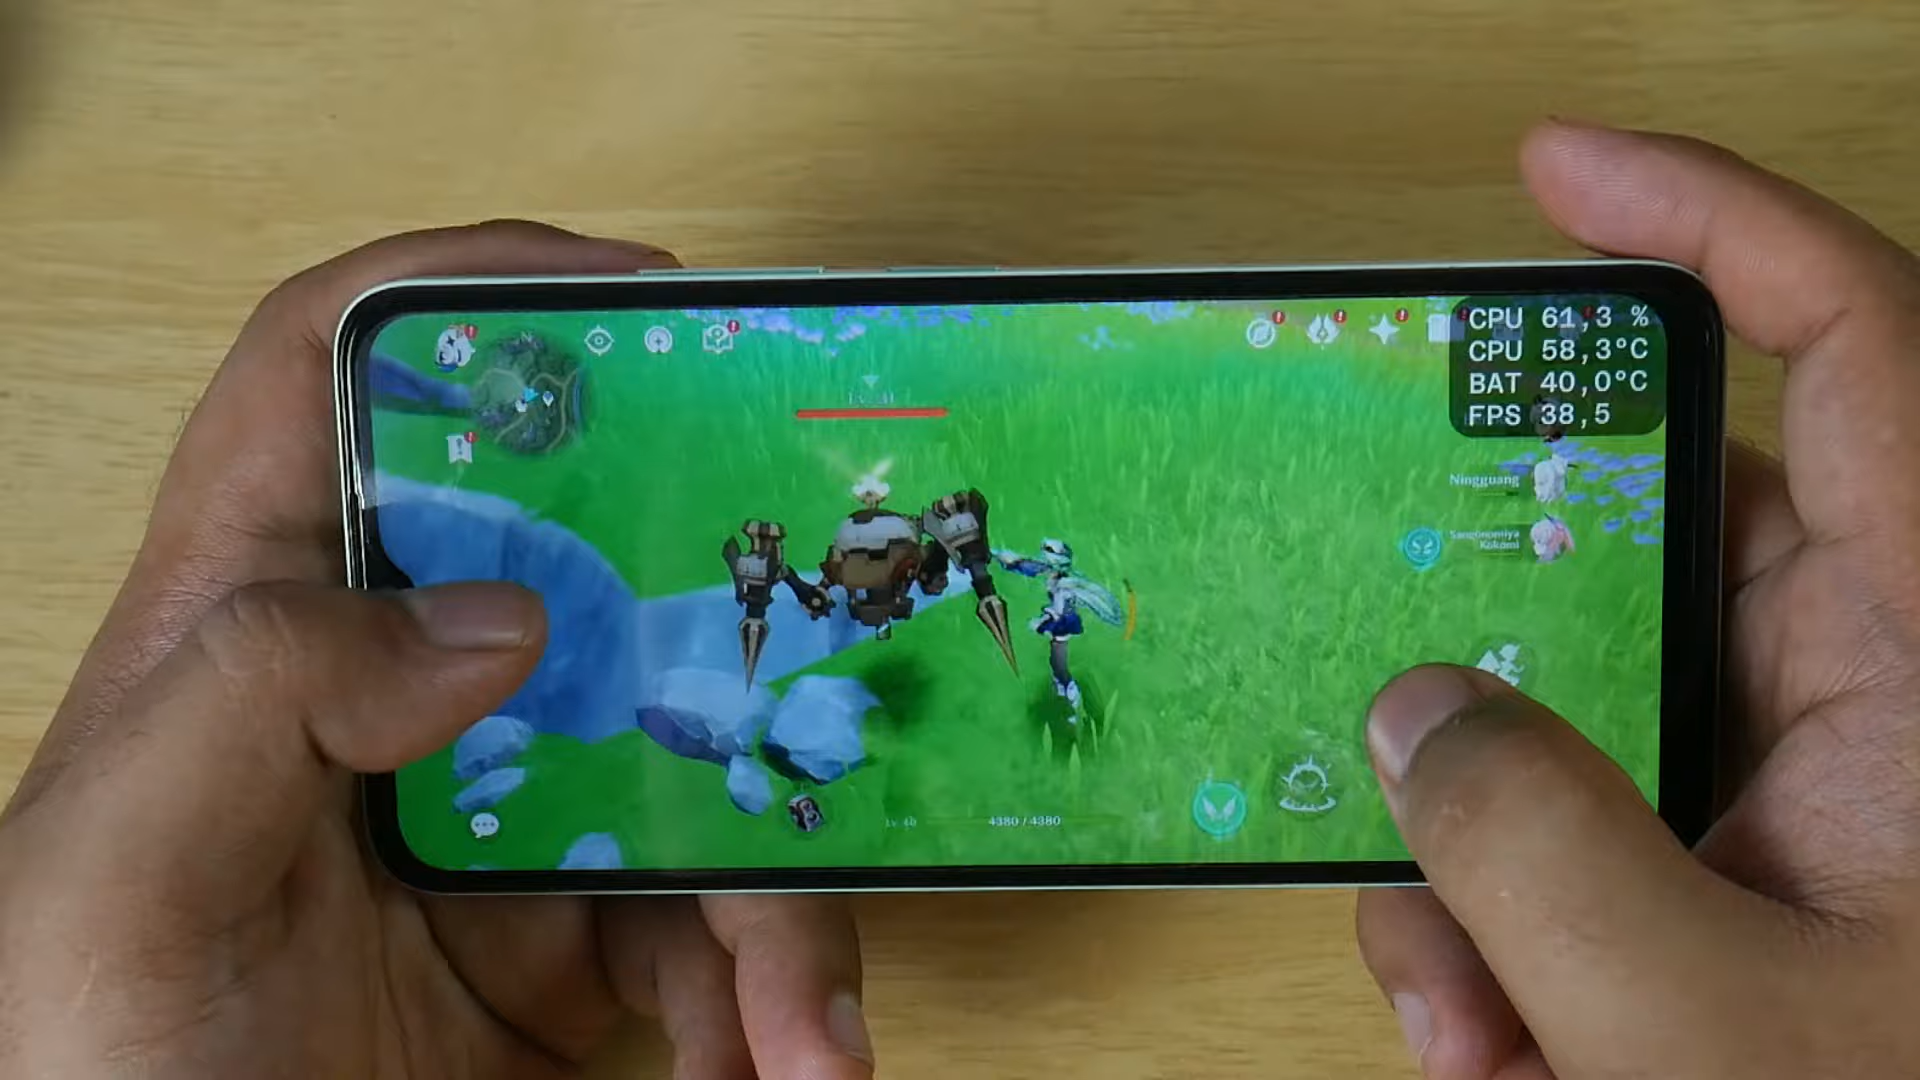 CPU 61,3 %
CPU 58,3°C
BAT 40,0°C
FPS 38,5
Ningguang
Sangonomiya
Kokomi
4380 / 4380